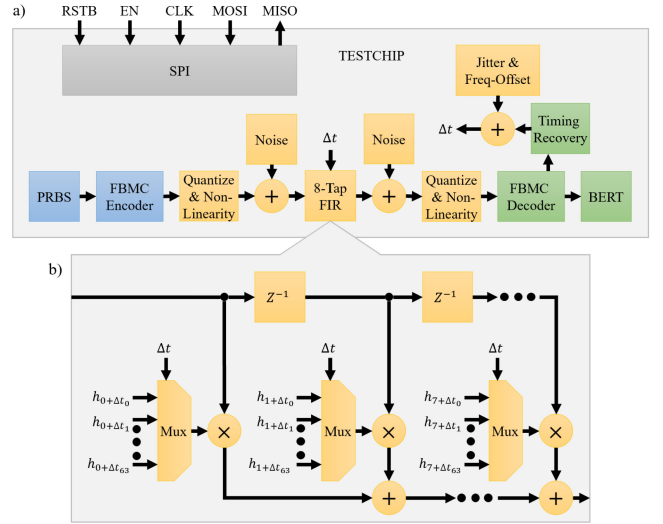 a)
RSTB EN CLK MOSI MISO
SPI
TESTCHIP
Jitter &
Freq-Offset
Δt
+
Timing
Recovery
Noise
Δt
Noise
PRBS
FBMC
Encoder
Quantize
& Non-
Linearity
+
8-Tap
FIR
+
Quantize
& Non-
Linearity
FBMC
Decoder
BERT
b)
Z⁻¹
Z⁻¹
Δt
h₀₊Δt₀
h₀₊Δt₁
h₀₊Δt₆₃
Mux
×
Δt
h₁₊Δt₀
h₁₊Δt₁
h₁₊Δt₆₃
Mux
×
+
Δt
h₇₊Δt₀
h₇₊Δt₁
h₇₊Δt₆₃
Mux
×
+